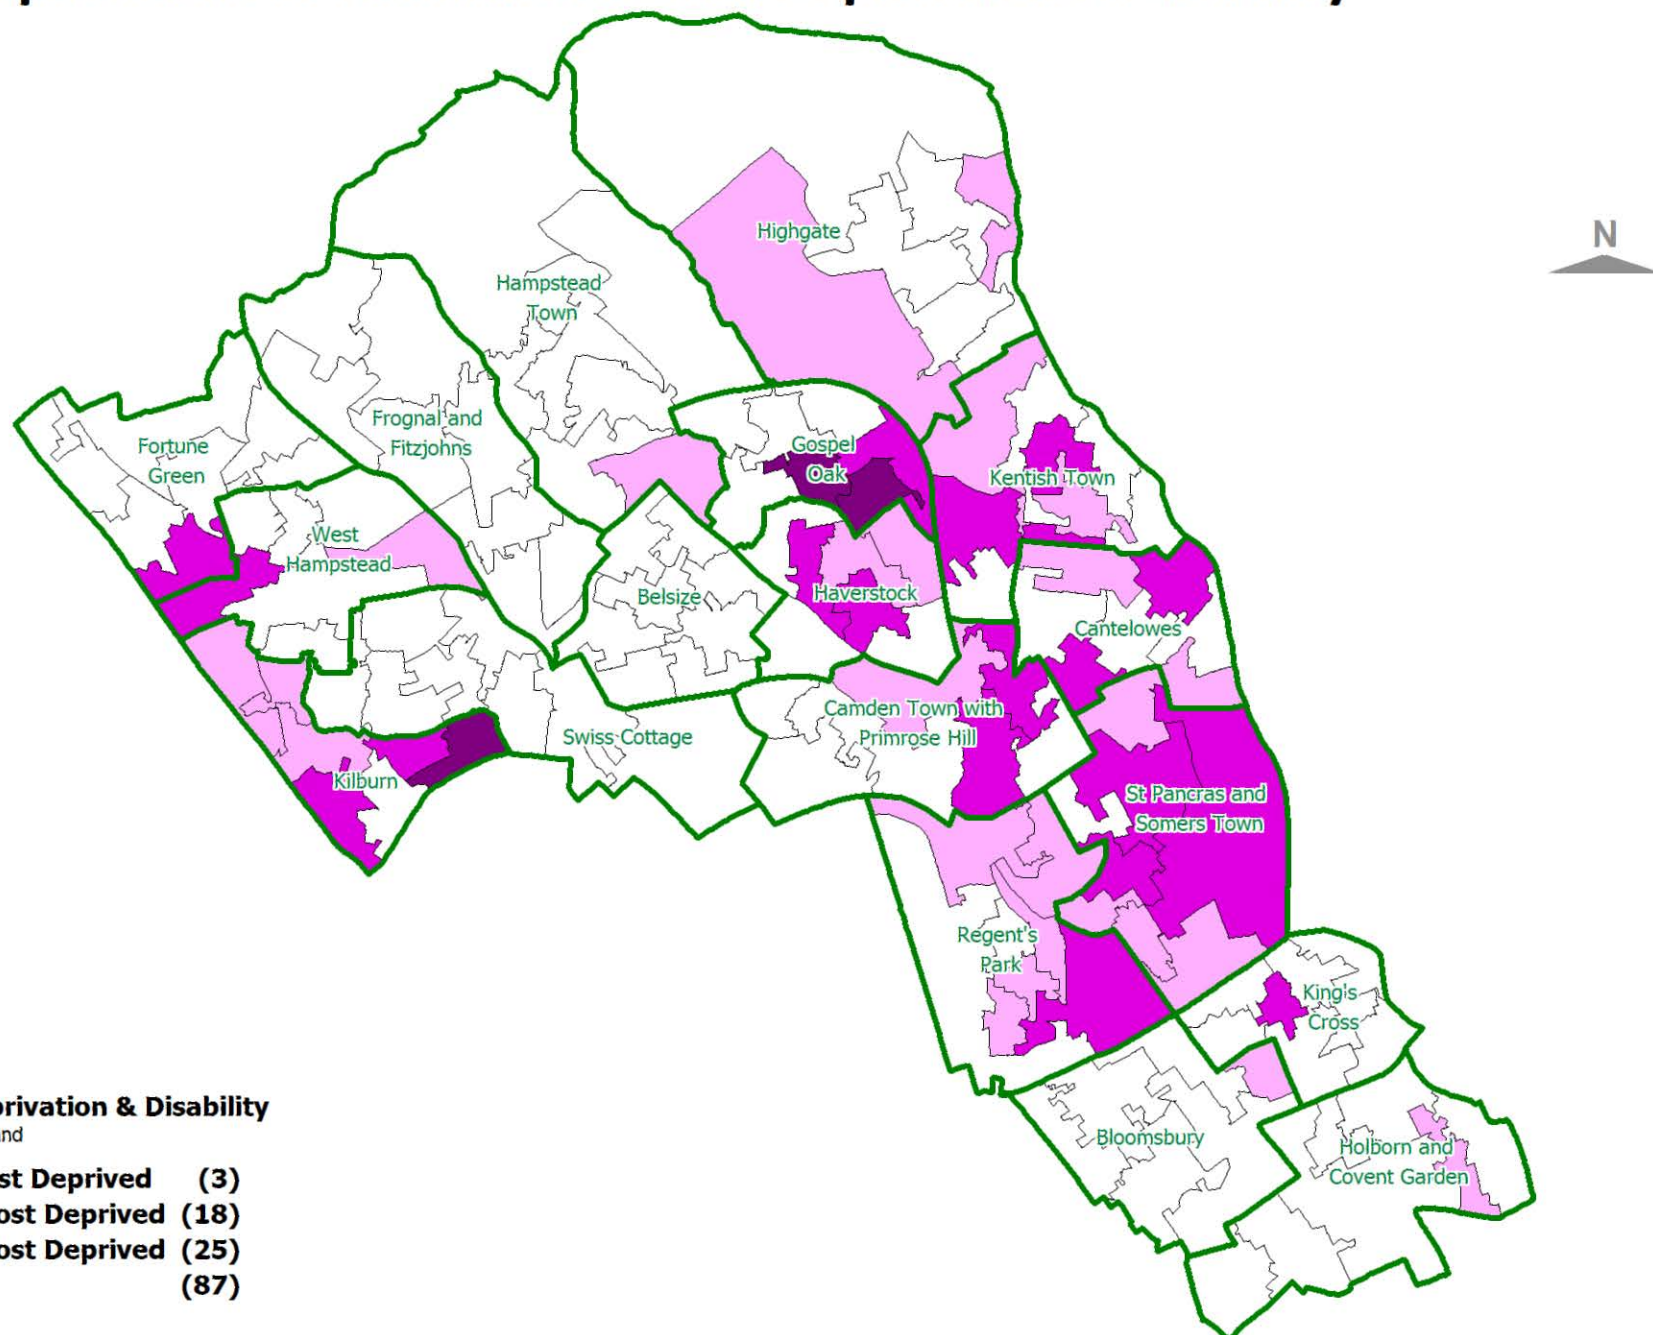 N
Highgate
Hampstead
Town
Frognal and
Fitzjohns
Fortune
Green
Gospel
Oak
Kentish Town
West
Hampstead
Belsize
Haverstock
Cantelowes
Camden Town with
Primrose Hill
Swiss Cottage
Kilburn
St Pancras and
Somers Town
Regent's
Park
King's
Cross
Bloomsbury
Holborn and
Covent Garden
privation & Disability
nd
st Deprived (3)
ost Deprived (18)
ost Deprived (25)
(87)